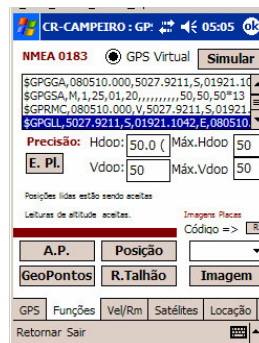 CR-CAMPEIRO : GP: 05:05 ok
NMEA 0183 GPS Virtual Simular
$GPGGA,080510.000,5027.9211,S,01921.10
$GPGSA,M,1,25,01,20,,,,,,,,,,50,50,50*13
$GPRMC,080510.000,V,5027.9211,S,01921.
$GPGLL,5027.9211,S,01921.1042,E,080510.
Precisão: Hdop: 50.0 ( Máx.Hdop 50
E. Pl. Vdop: 50 Máx.Vdop 50
Posições lidas estão sendo aceitas
Leituras de altitude aceitas. Imagens Placas
Código => R
A.P. Posição
GeoPontos R.Talhão Imagem
GPS Funções Vel/Rm Satélites Locação
Retornar Sair